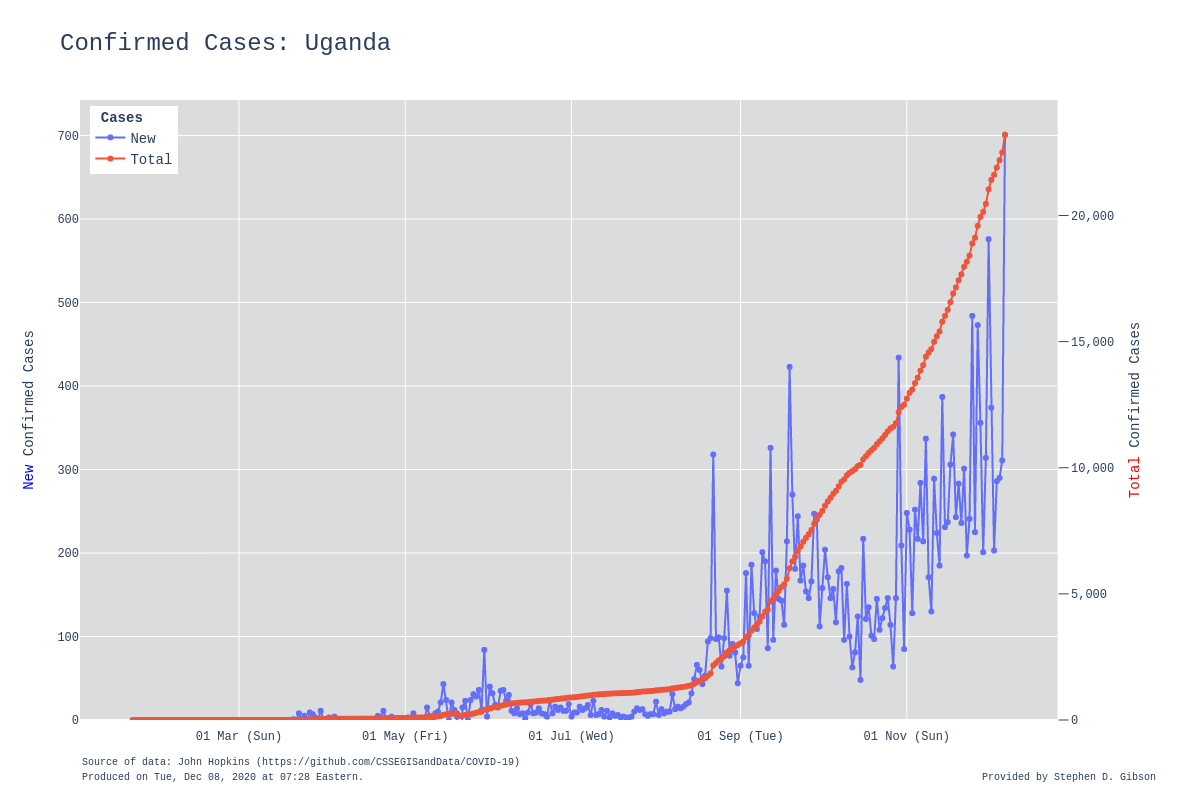 Confirmed Cases: Uganda
Cases
New
Total
700
600
500
400
300
200
100
0
New Confirmed Cases
20,000
15,000
10,000
5,000
0
Total Confirmed Cases
01 Mar (Sun)
01 May (Fri)
01 Jul (Wed)
01 Sep (Tue)
01 Nov (Sun)
Source of data: John Hopkins (https://github.com/CSSEGISandData/COVID-19)
Produced on Tue, Dec 08, 2020 at 07:28 Eastern.
Provided by Stephen D. Gibson